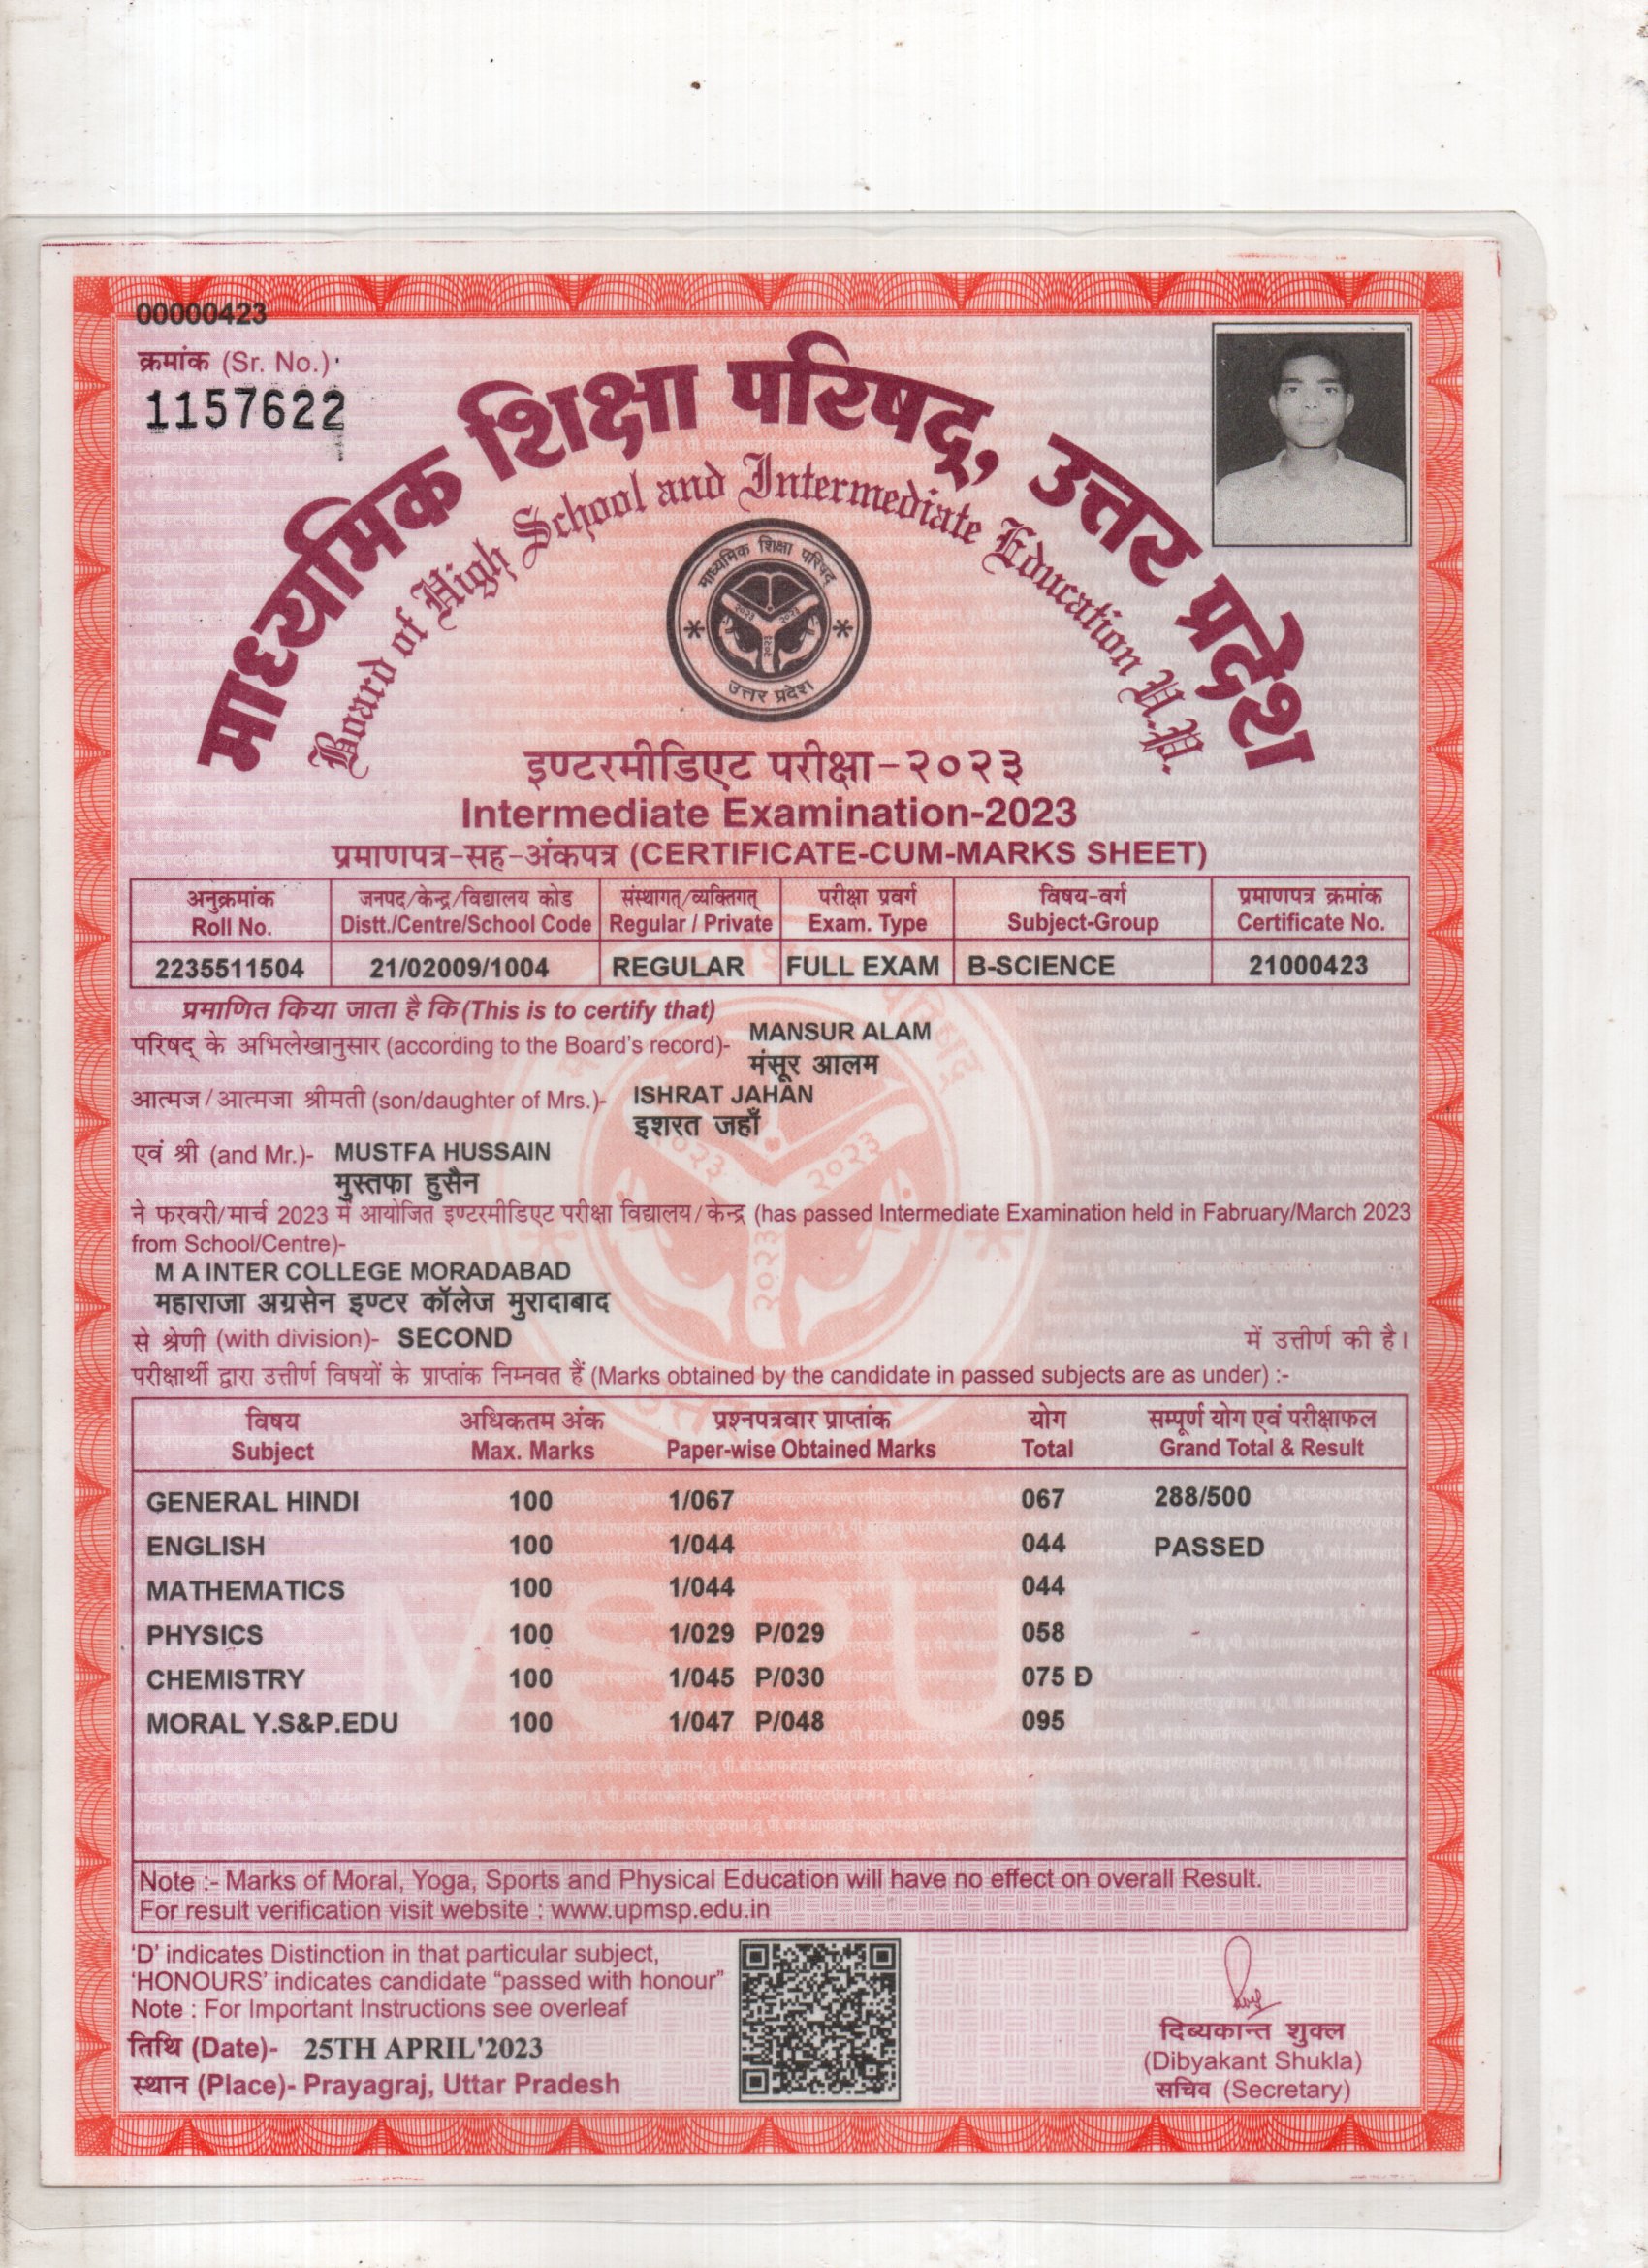 00000423
क्रमांक (Sr. No.)
1157622
माध्यमिक शिक्षा परिषद्, उत्तर प्रदेश
Board of High School and Intermediate Education U.P.
माध्यमिक शिक्षा परिषद
२०२३ २०२३
२०२३
उत्तर प्रदेश
इण्टरमीडिएट परीक्षा-२०२३
Intermediate Examination-2023
प्रमाणपत्र-सह-अंकपत्र (CERTIFICATE-CUM-MARKS SHEET)
अनुक्रमांक जनपद/केन्द्र/विद्यालय कोड संस्थागत्/व्यक्तिगत् परीक्षा प्रवर्ग विषय-वर्ग प्रमाणपत्र क्रमांक
Roll No. Distt./Centre/School Code Regular / Private Exam. Type Subject-Group Certificate No.
2235511504 21/02009/1004 REGULAR FULL EXAM B-SCIENCE 21000423
प्रमाणित किया जाता है कि (This is to certify that)
परिषद् के अभिलेखानुसार (according to the Board's record)- MANSUR ALAM
मंसूर आलम
आत्मज / आत्मजा श्रीमती (son/daughter of Mrs.)- ISHRAT JAHAN
इशरत जहाँ
एवं श्री (and Mr.)- MUSTFA HUSSAIN
मुस्तफा हुसैन
ने फरवरी/मार्च 2023 में आयोजित इण्टरमीडिएट परीक्षा विद्यालय/केन्द्र (has passed Intermediate Examination held in Fabruary/March 2023
from School/Centre)-
M A INTER COLLEGE MORADABAD
महाराजा अग्रसेन इण्टर कॉलेज मुरादाबाद
से श्रेणी (with division)- SECOND में उत्तीर्ण की है।
परीक्षार्थी द्वारा उत्तीर्ण विषयों के प्राप्तांक निम्नवत हैं (Marks obtained by the candidate in passed subjects are as under) :-
विषय अधिकतम अंक प्रश्नपत्रवार प्राप्तांक योग सम्पूर्ण योग एवं परीक्षाफल
Subject Max. Marks Paper-wise Obtained Marks Total Grand Total & Result
GENERAL HINDI 100 1/067 067 288/500
ENGLISH 100 1/044 044 PASSED
MATHEMATICS 100 1/044 044
PHYSICS 100 1/029 P/029 058
CHEMISTRY 100 1/045 P/030 075 D
MORAL Y.S&P.EDU 100 1/047 P/048 095
MSPUP
Note :- Marks of Moral, Yoga, Sports and Physical Education will have no effect on overall Result.
For result verification visit website : www.upmsp.edu.in
'D' indicates Distinction in that particular subject,
'HONOURS' indicates candidate "passed with honour"
Note : For Important Instructions see overleaf
तिथि (Date)- 25TH APRIL'2023
स्थान (Place)- Prayagraj, Uttar Pradesh
दिव्यकान्त शुक्ल
(Dibyakant Shukla)
सचिव (Secretary)